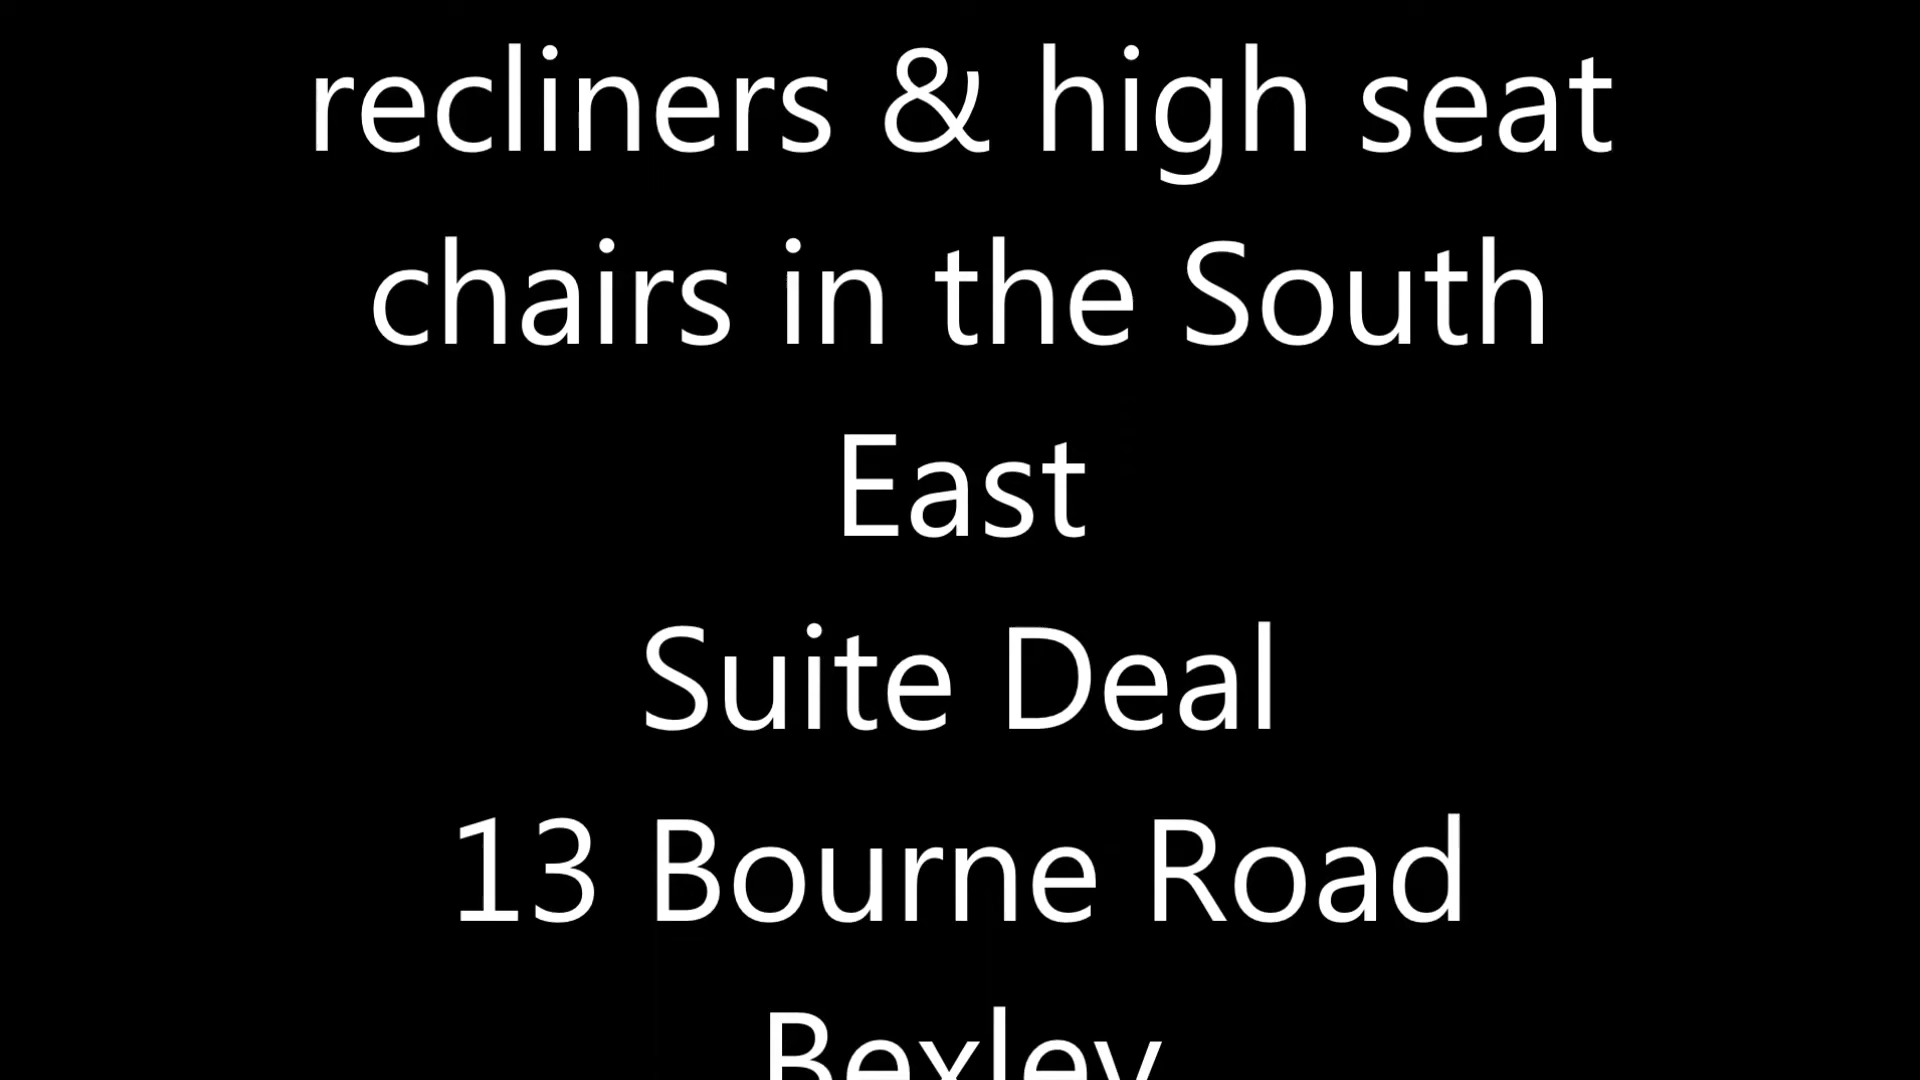 recliners & high seat
chairs in the South
East
Suite Deal
13 Bourne Road
Bexley